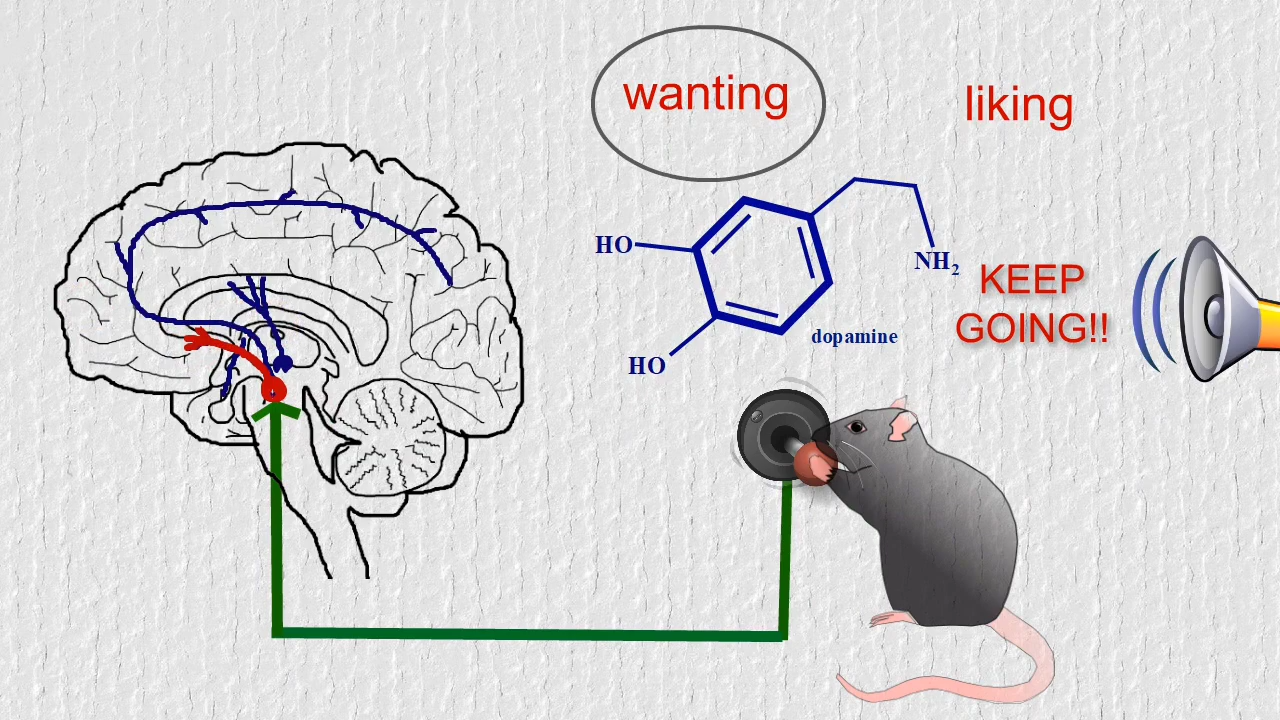 wanting
liking
HO
NH₂
KEEP
GOING!!
dopamine
HO